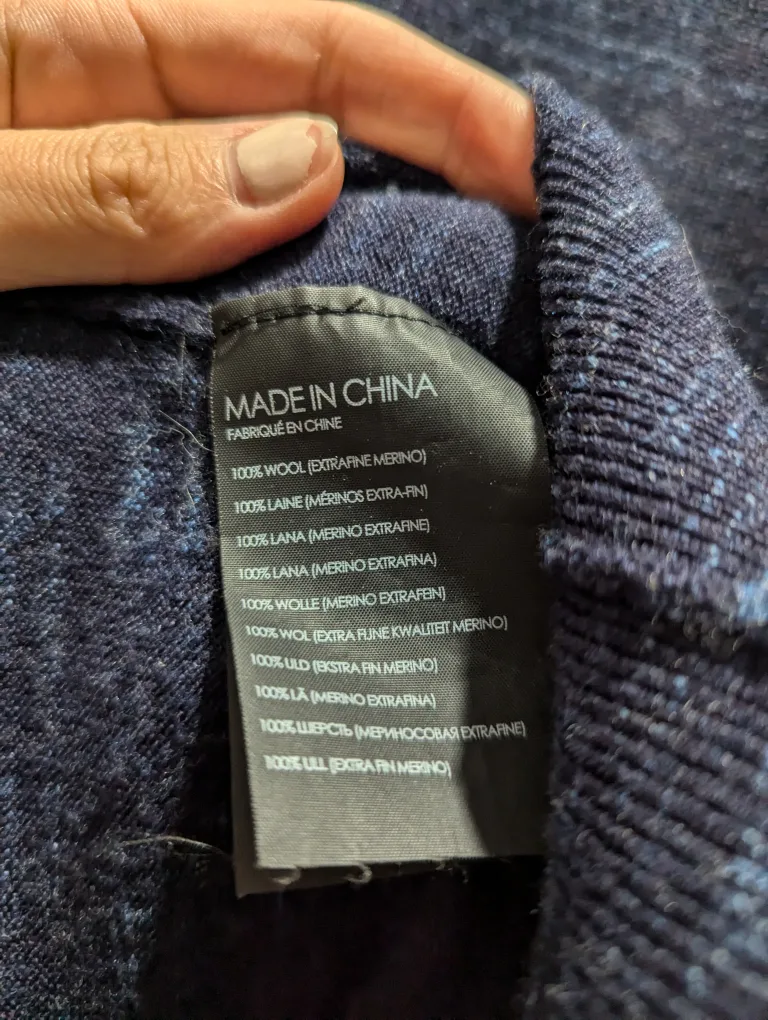 MADE IN CHINA
FABRIQUÉ EN CHINE
100% WOOL (EXTRAFINE MERINO)
100% LAINE (MÉRINOS EXTRA-FIN)
100% LANA (MERINO EXTRAFINE)
100% LANA (MERINO EXTRAFINA)
100% WOLLE (MERINO EXTRAFEIN)
100% WOL (EXTRA FIJNE KWALITEIT MERINO)
100% ULD (EKSTRA FIN MERINO)
100% LÃ (MERINO EXTRAFINA)
100% ШЕРСТЬ (МЕРИНОСОВАЯ EXTRAFINE)
100% ULL (EXTRA FIN MERINO)